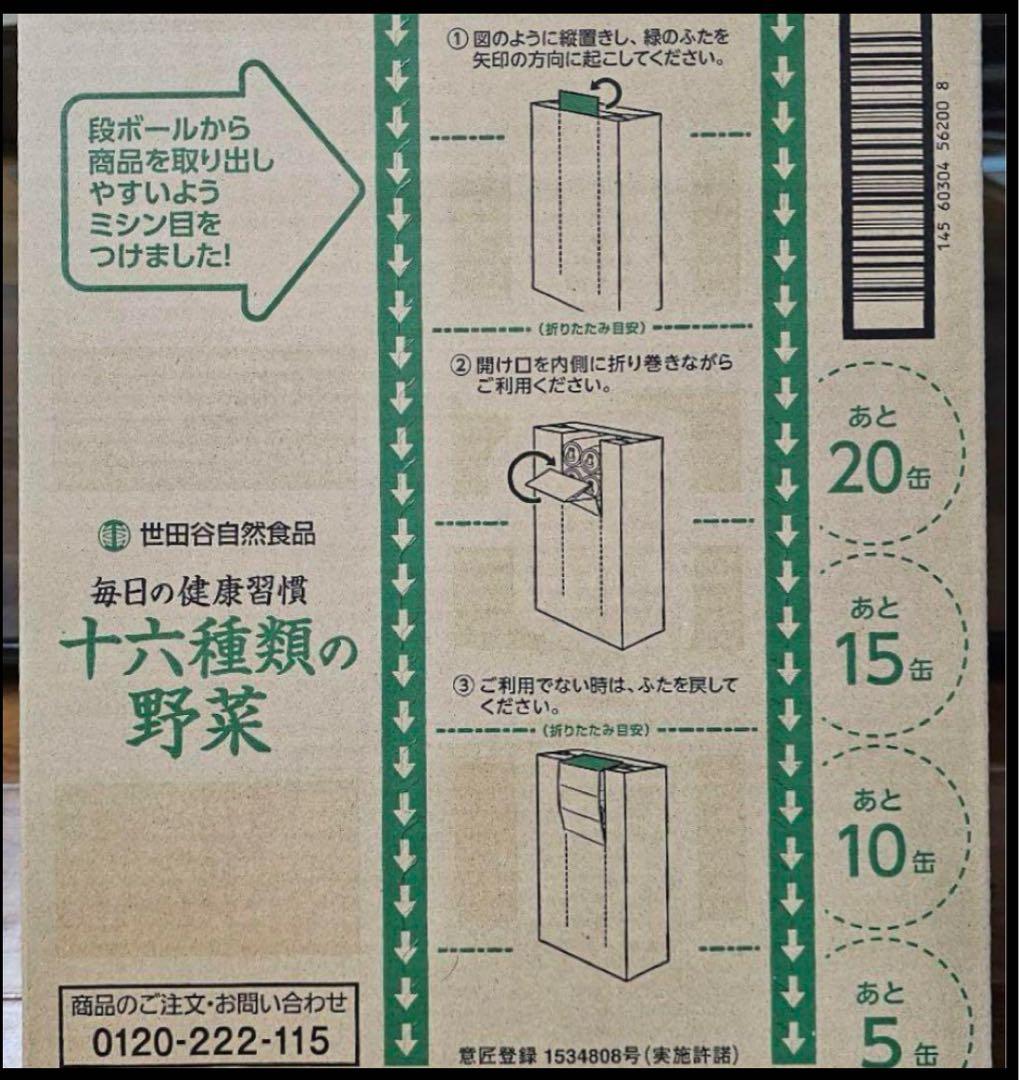 段ボールから
商品を取り出し
やすいよう
ミシン目を
つけました!
世田谷自然食品
毎日の健康習慣
十六種類の
野菜
商品のご注文・お問い合わせ
0120-222-115
① 図のように縦置きし、緑のふたを
矢印の方向に起こしてください。
(折りたたみ目安)
② 開け口を内側に折り巻きながら
ご利用ください。
③ ご利用でない時は、ふたを戻して
ください。
(折りたたみ目安)
意匠登録 1534808号(実施許諾)
145 60304 56200 8
あと
20缶
あと
15缶
あと
10缶
あと
5缶